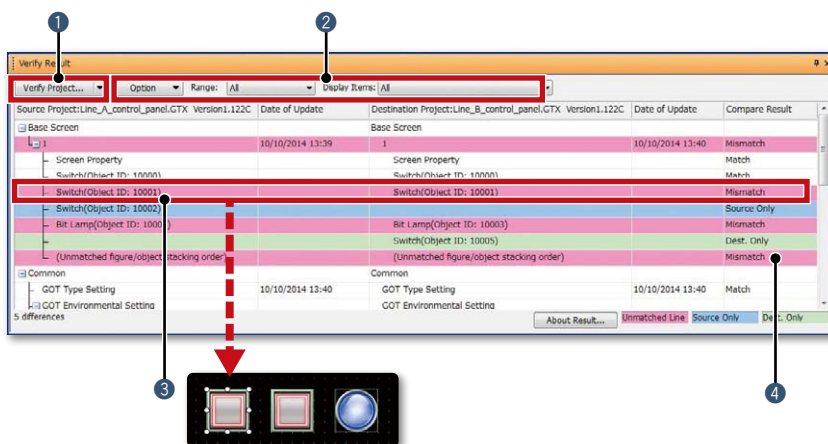 1 2
Verify Result
Verify Project... Option Range: All Display Items: All
Source Project:Line_A_control_panel.GTX Version1.122C Date of Update Destination Project:Line_B_control_panel.GTX Version1.122C Date of Update Compare Result
Base Screen Base Screen
1 10/10/2014 13:39 1 10/10/2014 13:40 Mismatch
Screen Property Screen Property Match
Switch(Object ID: 10000) Switch(Object ID: 10000) Match
Switch(Object ID: 10001) Switch(Object ID: 10001) Mismatch
Switch(Object ID: 10002) Source Only
Bit Lamp(Object ID: Bit Lamp(Object ID: 10003) Mismatch
Switch(Object ID: 10005) Dest. Only
(Unmatched figure/object stacking order) (Unmatched figure/object stacking order) Mismatch
Common Common
GOT Type Setting 10/10/2014 13:40 GOT Type Setting 10/10/2014 13:40 Match
GOT Environmental Setting GOT Environmental Setting
5 differences About Result... Unmatched Line Source Only Dest. Only
3 4